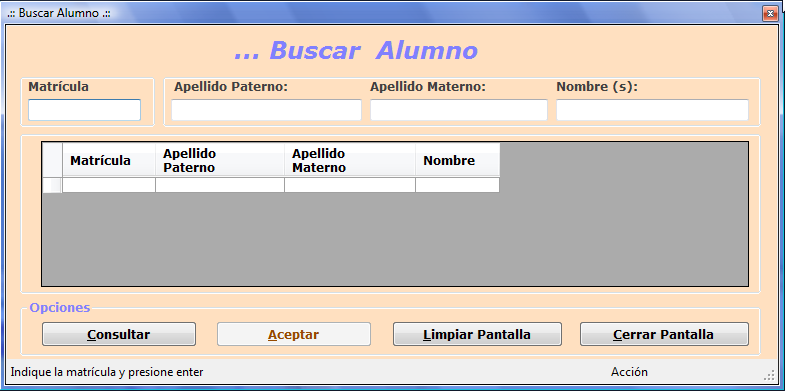 .:: Buscar Alumno .::
... Buscar Alumno
Matrícula
Apellido Paterno:
Apellido Materno:
Nombre (s):
Matrícula
Apellido
Paterno
Apellido
Materno
Nombre
Opciones
Consultar
Aceptar
Limpiar Pantalla
Cerrar Pantalla
Indique la matrícula y presione enter
Acción